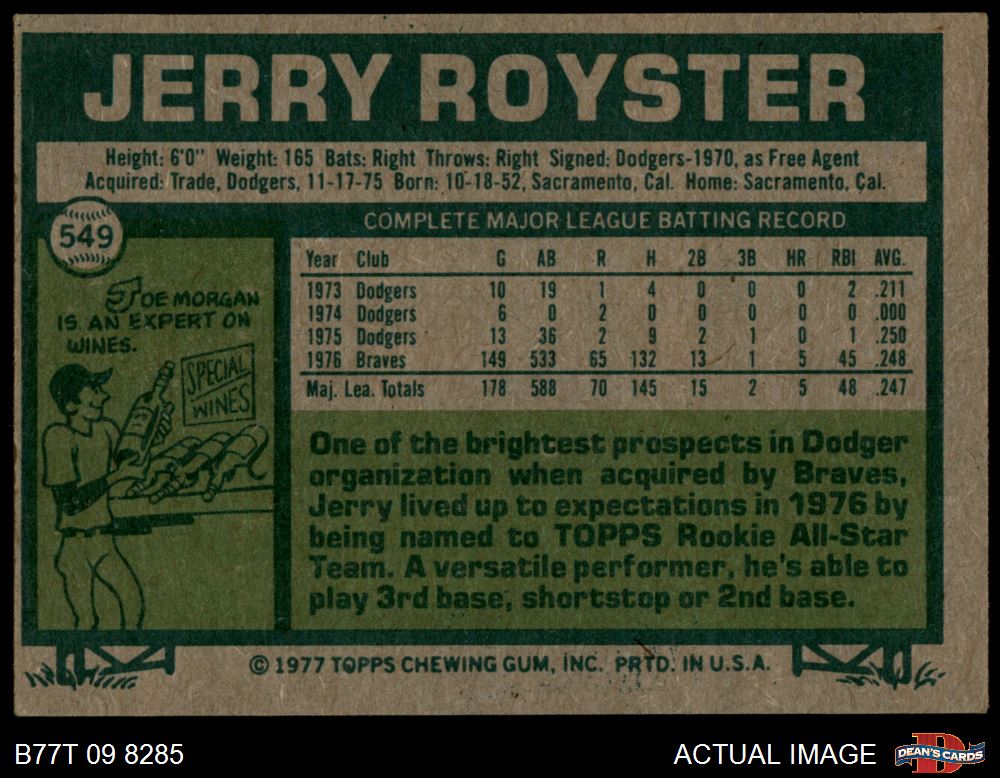 JERRY ROYSTER
Height: 6'0" Weight: 165 Bats: Right Throws: Right Signed: Dodgers-1970, as Free Agent
Acquired: Trade, Dodgers, 11-17-75 Born: 10-18-52, Sacramento, Cal. Home: Sacramento, Cal.
549
JOE MORGAN
IS AN EXPERT ON
WINES.
SPECIAL
WINES
COMPLETE MAJOR LEAGUE BATTING RECORD
Year Club G AB R H 2B 3B HR RBI AVG.
1973 Dodgers 10 19 1 4 0 0 0 2 .211
1974 Dodgers 6 0 2 0 0 0 0 0 .000
1975 Dodgers 13 36 2 9 2 1 0 1 .250
1976 Braves 149 533 65 132 13 1 5 45 .248
Maj. Lea. Totals 178 588 70 145 15 2 5 48 .247
One of the brightest prospects in Dodger
organization when acquired by Braves,
Jerry lived up to expectations in 1976 by
being named to TOPPS Rookie All-Star
Team. A versatile performer, he's able to
play 3rd base, shortstop or 2nd base.
© 1977 TOPPS CHEWING GUM, INC. PRTD. IN U.S.A.
B77T 09 8285
ACTUAL IMAGE
DEAN'S CARDS